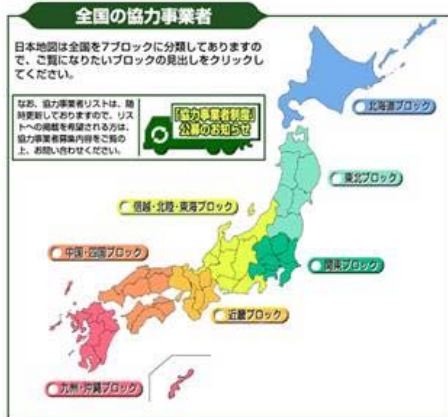 全国の協力事業者
日本地図は全国を7ブロックに分類してありますの
で、ご覧になりたいブロックの見出しをクリックし
てください。
なお、協力事業者リストは、随
時更新しておりますので、リス
トへの掲載を希望される方は、
協力事業者募集内容をご覧の
上、お問い合わせください。
「協力事業者制度」
公募のお知らせ
北海道ブロック
東北ブロック
信越・北陸・東海ブロック
中国・四国ブロック
関東ブロック
近畿ブロック
九州・沖縄ブロック